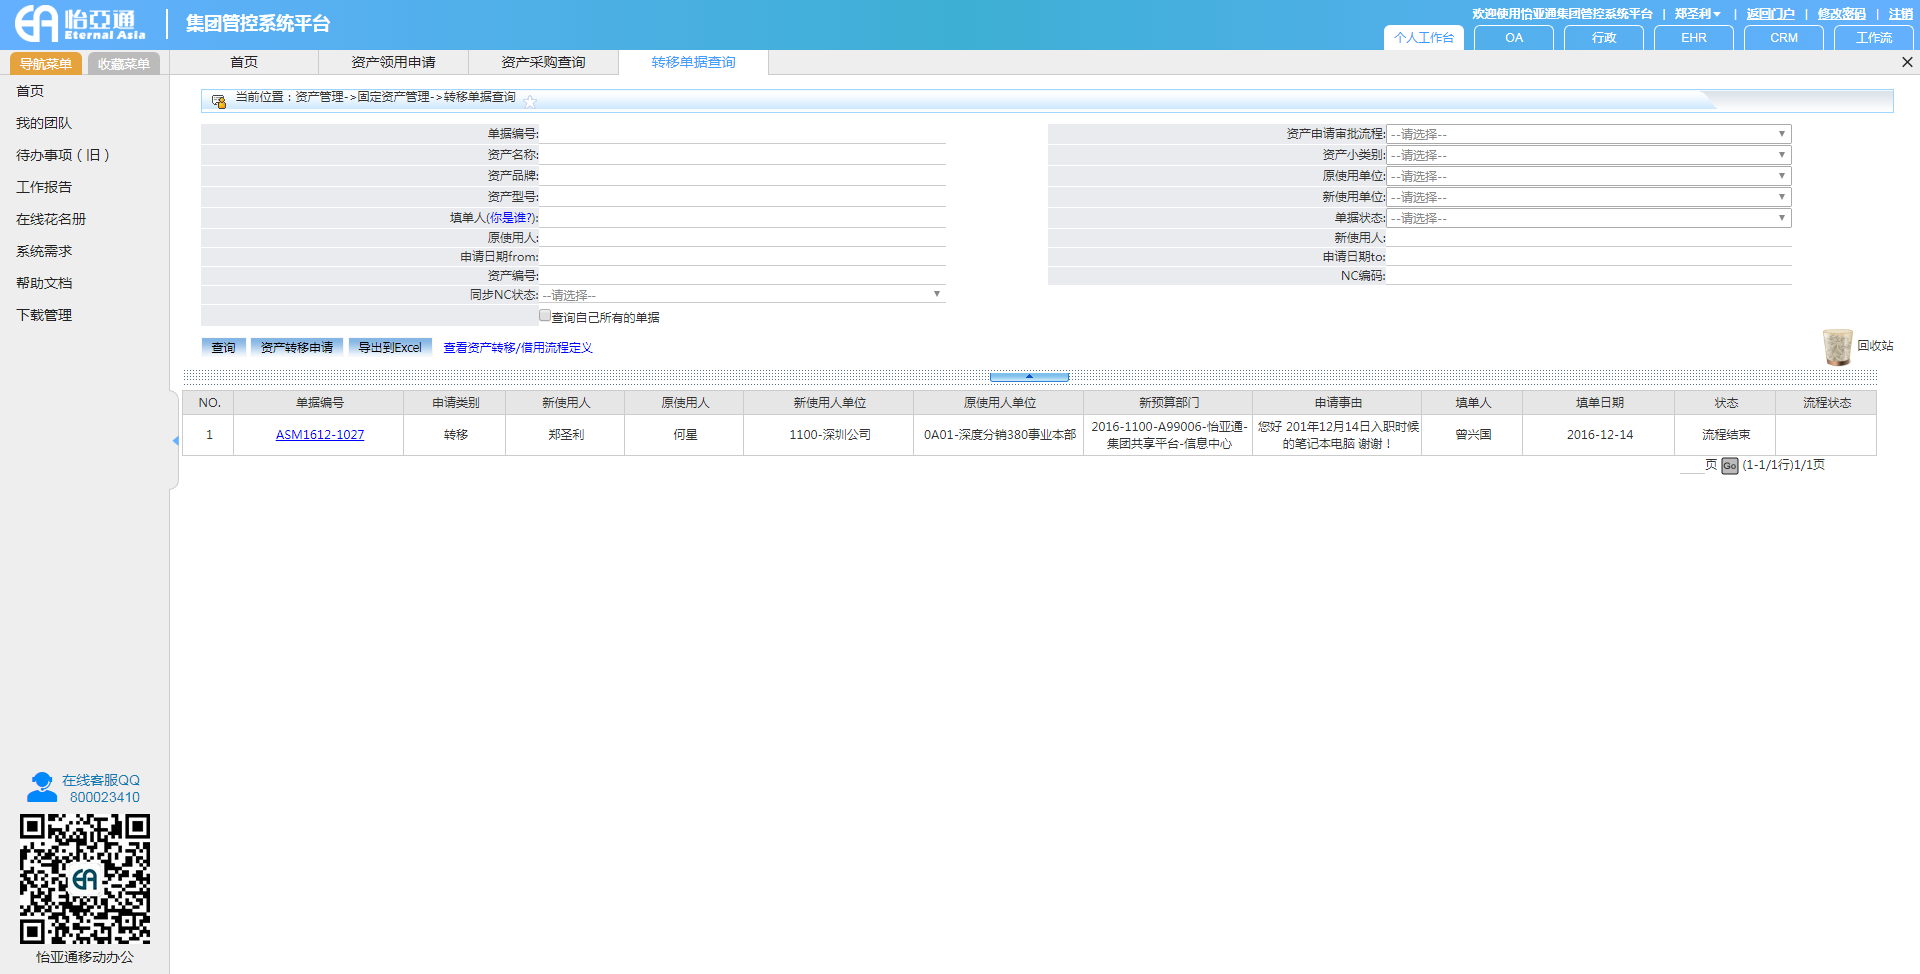 怡亞通
Eternal Asia
集团管控系统平台
欢迎使用怡亚通集团管控系统平台 | 郑圣利 | 返回门户 | 修改密码 | 注销
个人工作台 OA 行政 EHR CRM 工作流
导航菜单 收藏菜单 首页 资产领用申请 资产采购查询 转移单据查询
首页
我的团队
待办事项（旧）
工作报告
在线花名册
系统需求
帮助文档
下载管理
当前位置：资产管理->固定资产管理->转移单据查询
单据编号: 资产申请审批流程: --请选择--
资产名称: 资产小类别: --请选择--
资产品牌: 原使用单位: --请选择--
资产型号: 新使用单位: --请选择--
填单人(你是谁?): 单据状态: --请选择--
原使用人: 新使用人:
申请日期from: 申请日期to:
资产编号: NC编码:
同步NC状态: --请选择--
查询自己所有的单据
查询 资产转移申请 导出到Excel 查看资产转移/借用流程定义 回收站
NO. 单据编号 申请类别 新使用人 原使用人 新使用人单位 原使用人单位 新预算部门 申请事由 填单人 填单日期 状态 流程状态
1 ASM1612-1027 转移 郑圣利 何星 1100-深圳公司 0A01-深度分销380事业本部 2016-1100-A99006-怡亚通-集团共享平台-信息中心 您好 201年12月14日入职时候的笔记本电脑 谢谢！ 曾兴国 2016-12-14 流程结束
页 Go (1-1/1行)1/1页
在线客服QQ
800023410
怡亚通移动办公